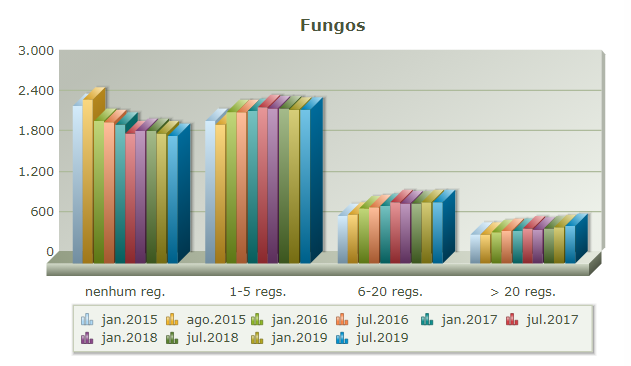 Fungos
3.000
2.400
1.800
1.200
600
0
nenhum reg. 1-5 regs. 6-20 regs. > 20 regs.
jan.2015 ago.2015 jan.2016 jul.2016 jan.2017 jul.2017
jan.2018 jul.2018 jan.2019 jul.2019